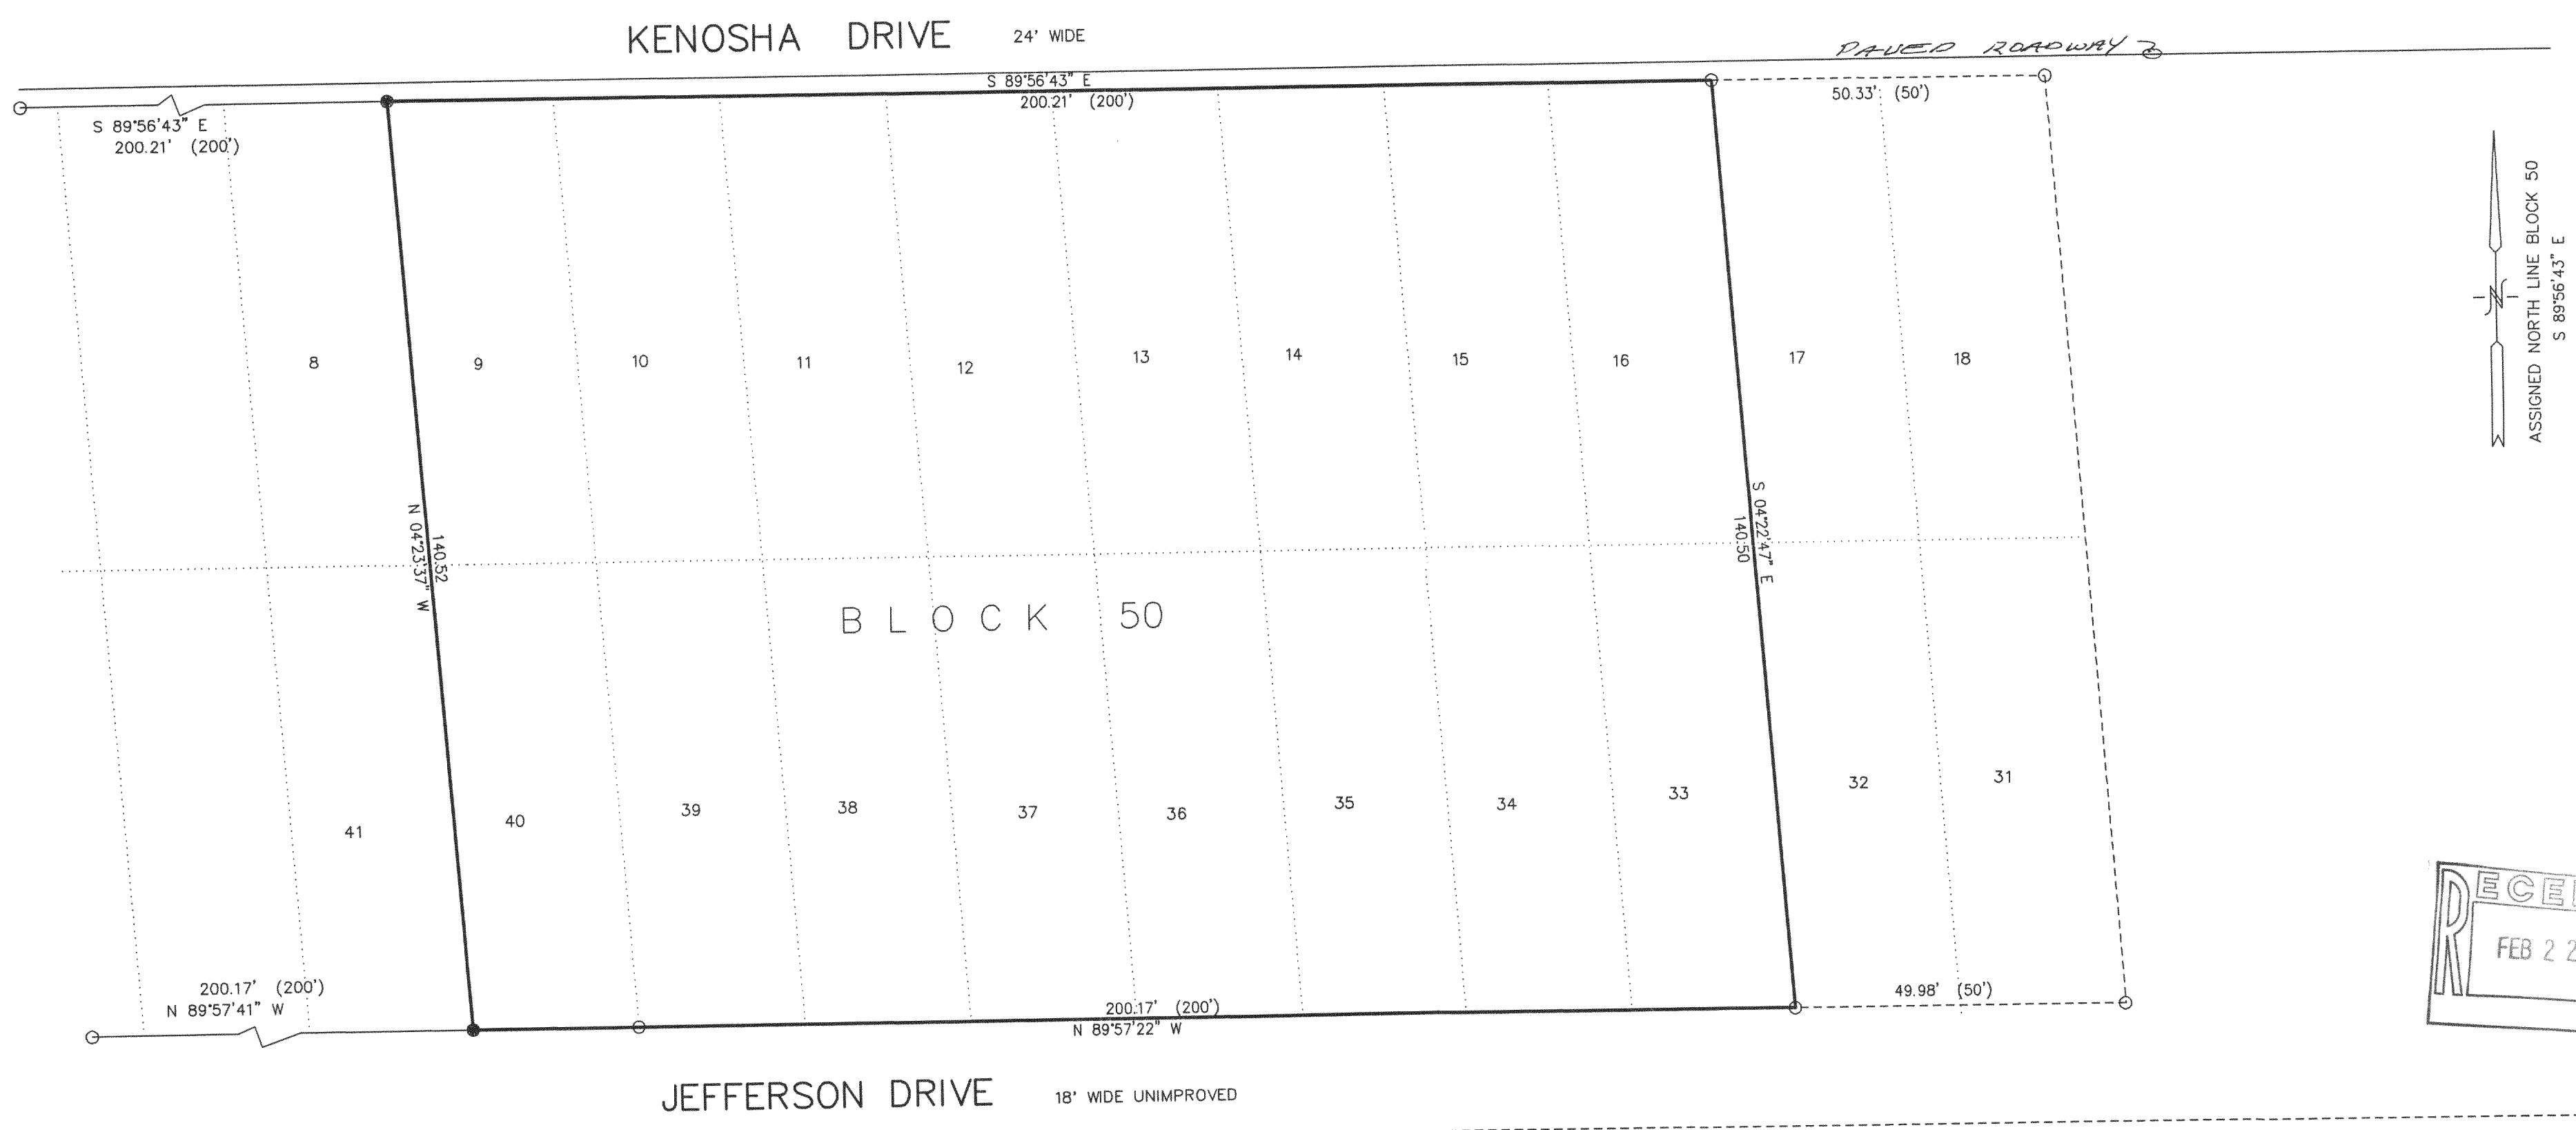 KENOSHA DRIVE 24' WIDE
PAVED ROADWAY
S 89°56'43" E
200.21' (200')
50.33' (50')
S 89°56'43" E
200.21' (200')
ASSIGNED NORTH LINE BLOCK 50
S 89°56'43" E
N
8 9 10 11 12 13 14 15 16 17 18
N 04°23'37" W
140.52
S 04°22'47" E
140.50
BLOCK 50
41 40 39 38 37 36 35 34 33 32 31
FEB 2 2
200.17' (200')
N 89°57'41" W
200.17' (200')
N 89°57'22" W
49.98' (50')
JEFFERSON DRIVE 18' WIDE UNIMPROVED